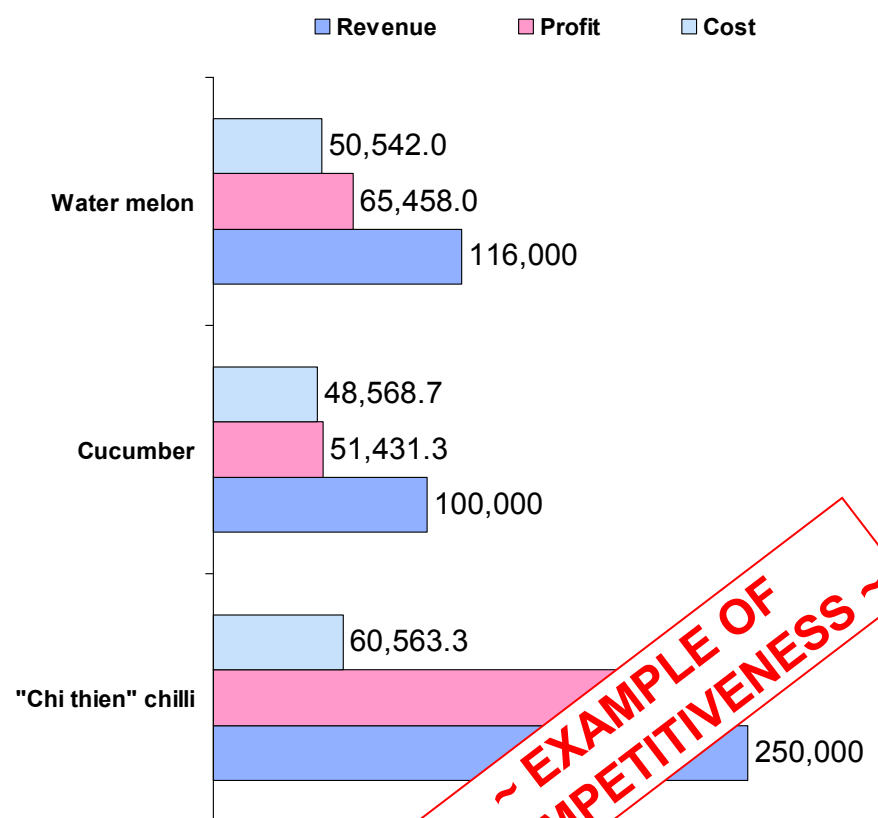 Revenue Profit Cost
Water melon
50,542.0
65,458.0
116,000
Cucumber
48,568.7
51,431.3
100,000
"Chi thien" chilli
60,563.3
250,000
~ EXAMPLE OF